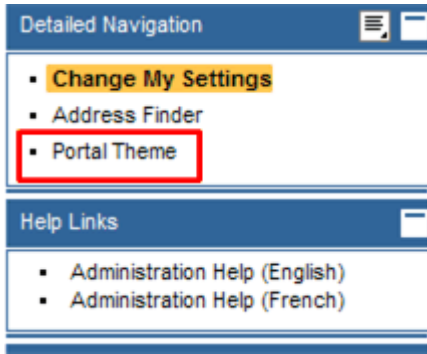 Detailed Navigation
Change My Settings
Address Finder
Portal Theme
Help Links
Administration Help (English)
Administration Help (French)